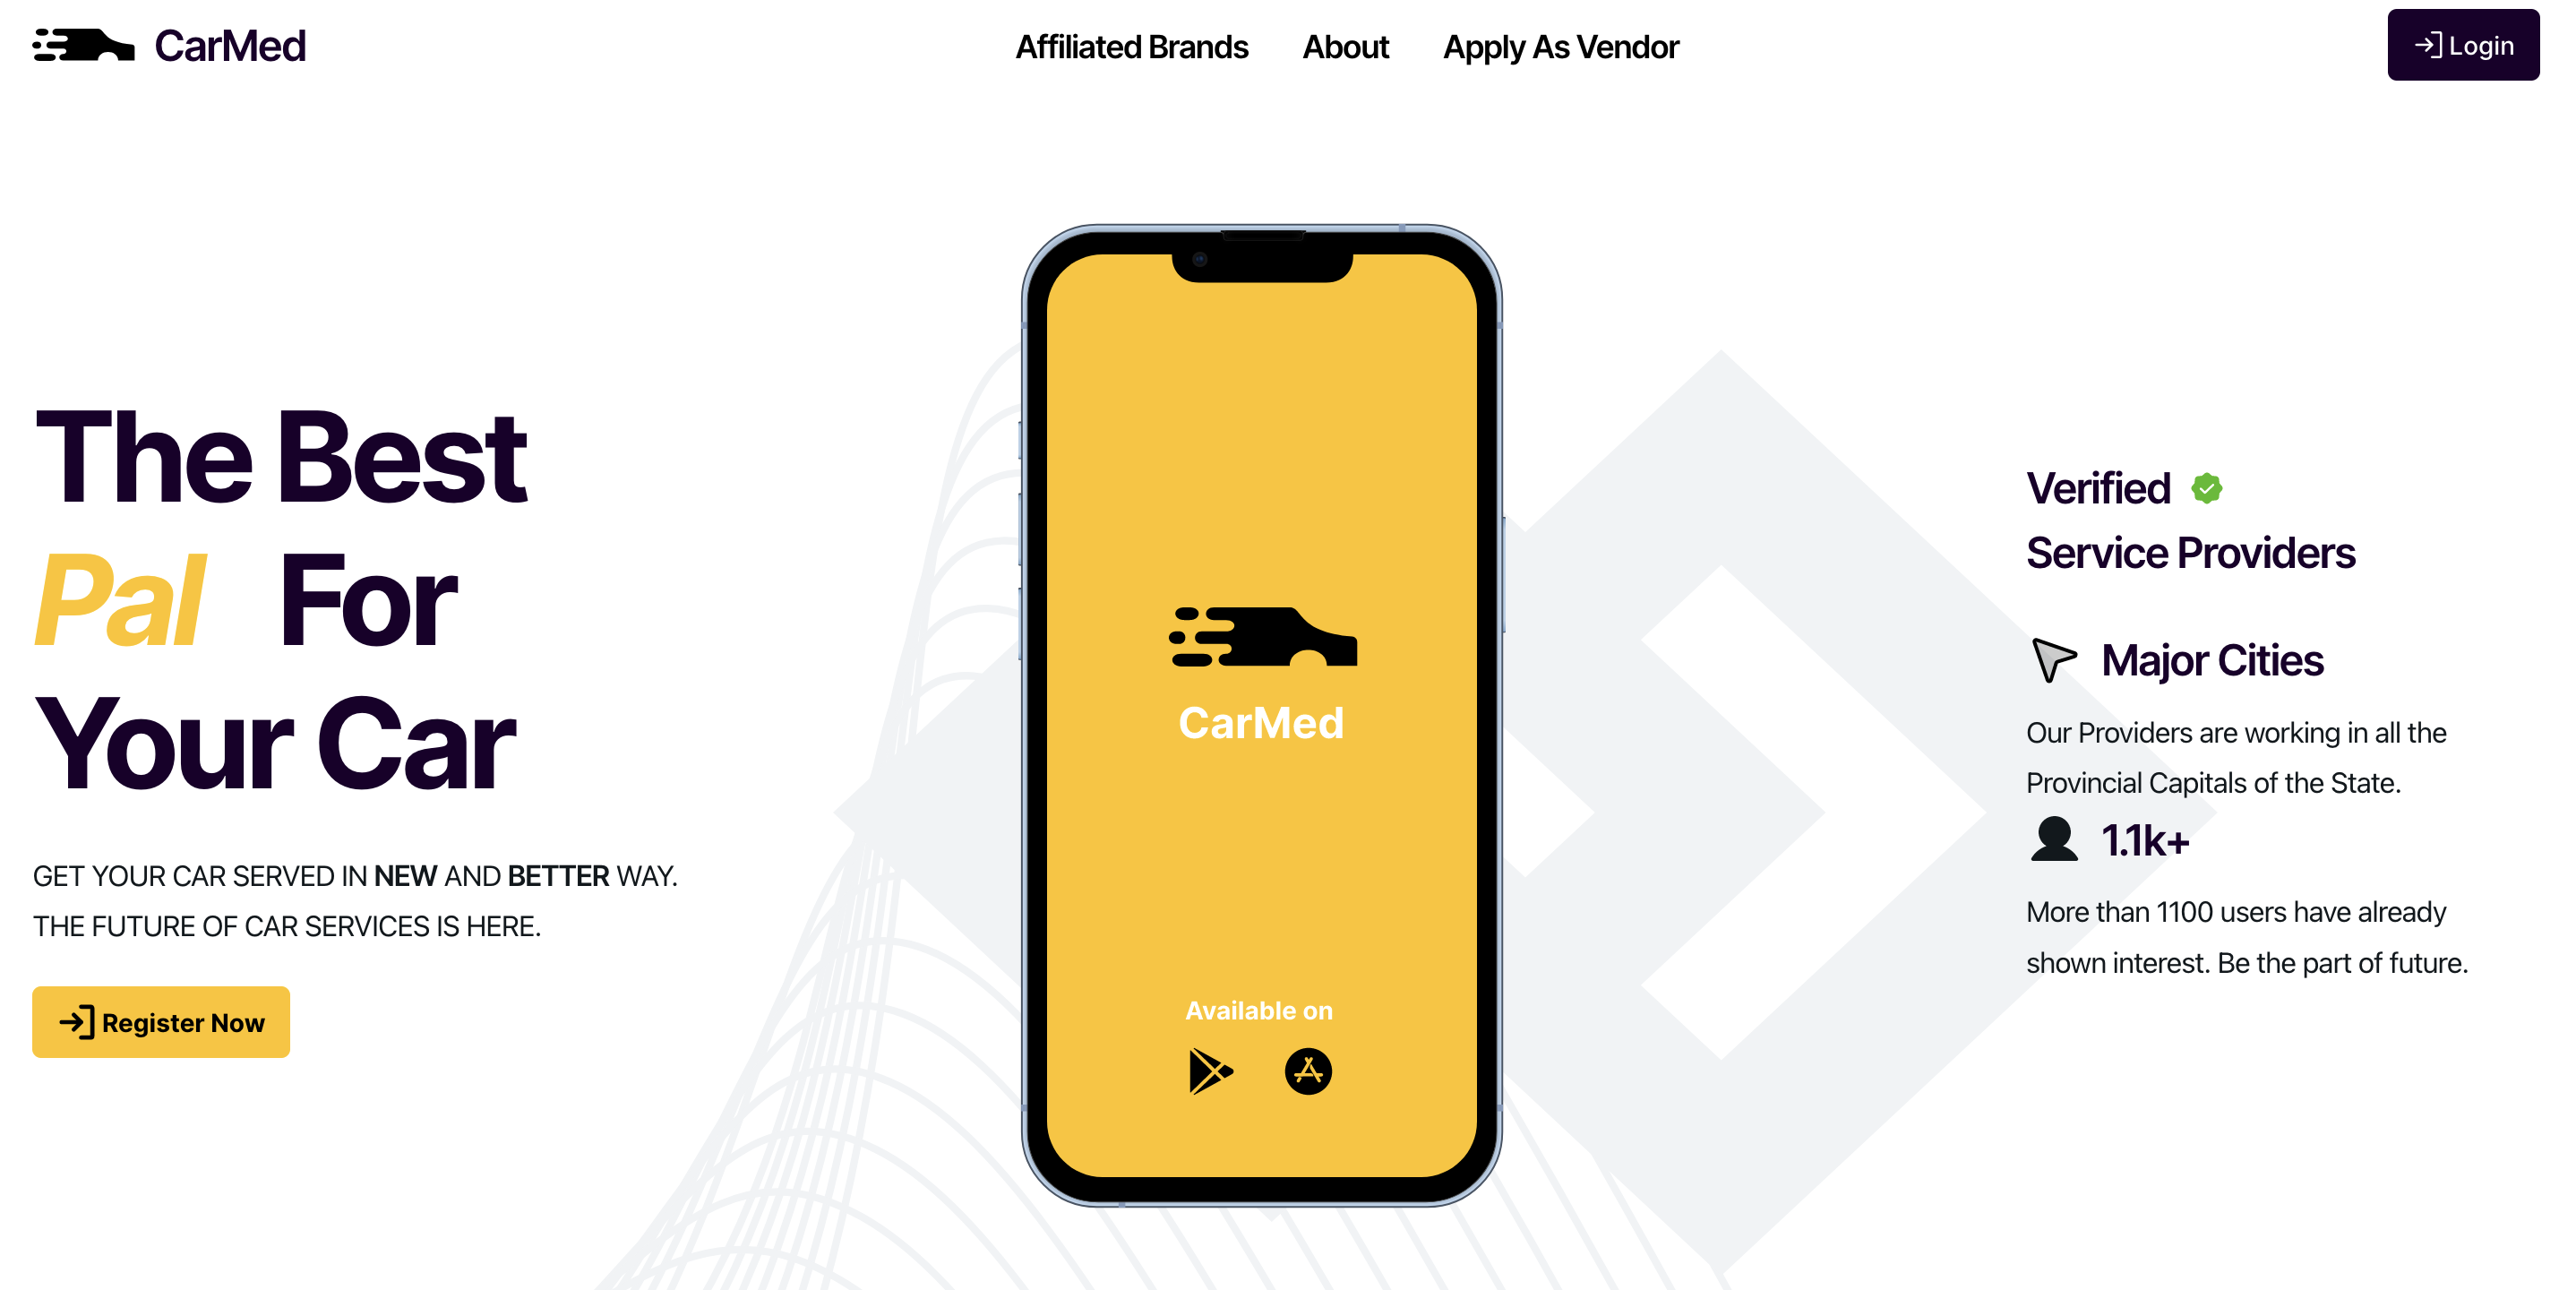 CarMed
Affiliated Brands
About
Apply As Vendor
Login
The Best
Pal For
Your Car
GET YOUR CAR SERVED IN NEW AND BETTER WAY.
THE FUTURE OF CAR SERVICES IS HERE.
Register Now
CarMed
Available on
Verified
Service Providers
Major Cities
Our Providers are working in all the
Provincial Capitals of the State.
1.1k+
More than 1100 users have already
shown interest. Be the part of future.